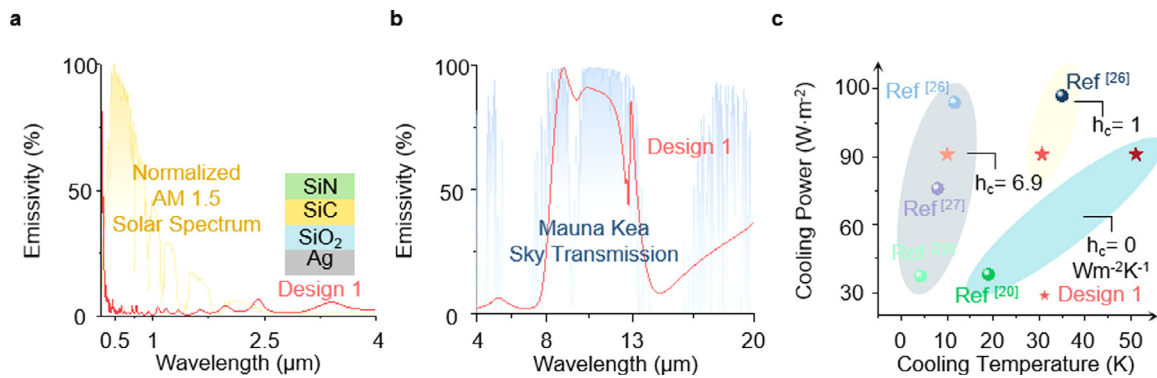 a
100
50
0
Emissivity (%)
Normalized
AM 1.5
Solar Spectrum
SiN
SiC
SiO2
Ag
Design 1
0.5 1 2.5 4
Wavelength (μm)
b
100
50
0
Emissivity (%)
Design 1
Mauna Kea
Sky Transmission
4 8 13 20
Wavelength (μm)
c
Cooling Power (W·m-2)
100
90
60
30
Ref [26]
Ref [26]
hc= 1
hc= 6.9
Ref [27]
Ref
hc= 0
Wm-2K-1
Ref [20]
Design 1
0 10 20 30 40 50
Cooling Temperature (K)